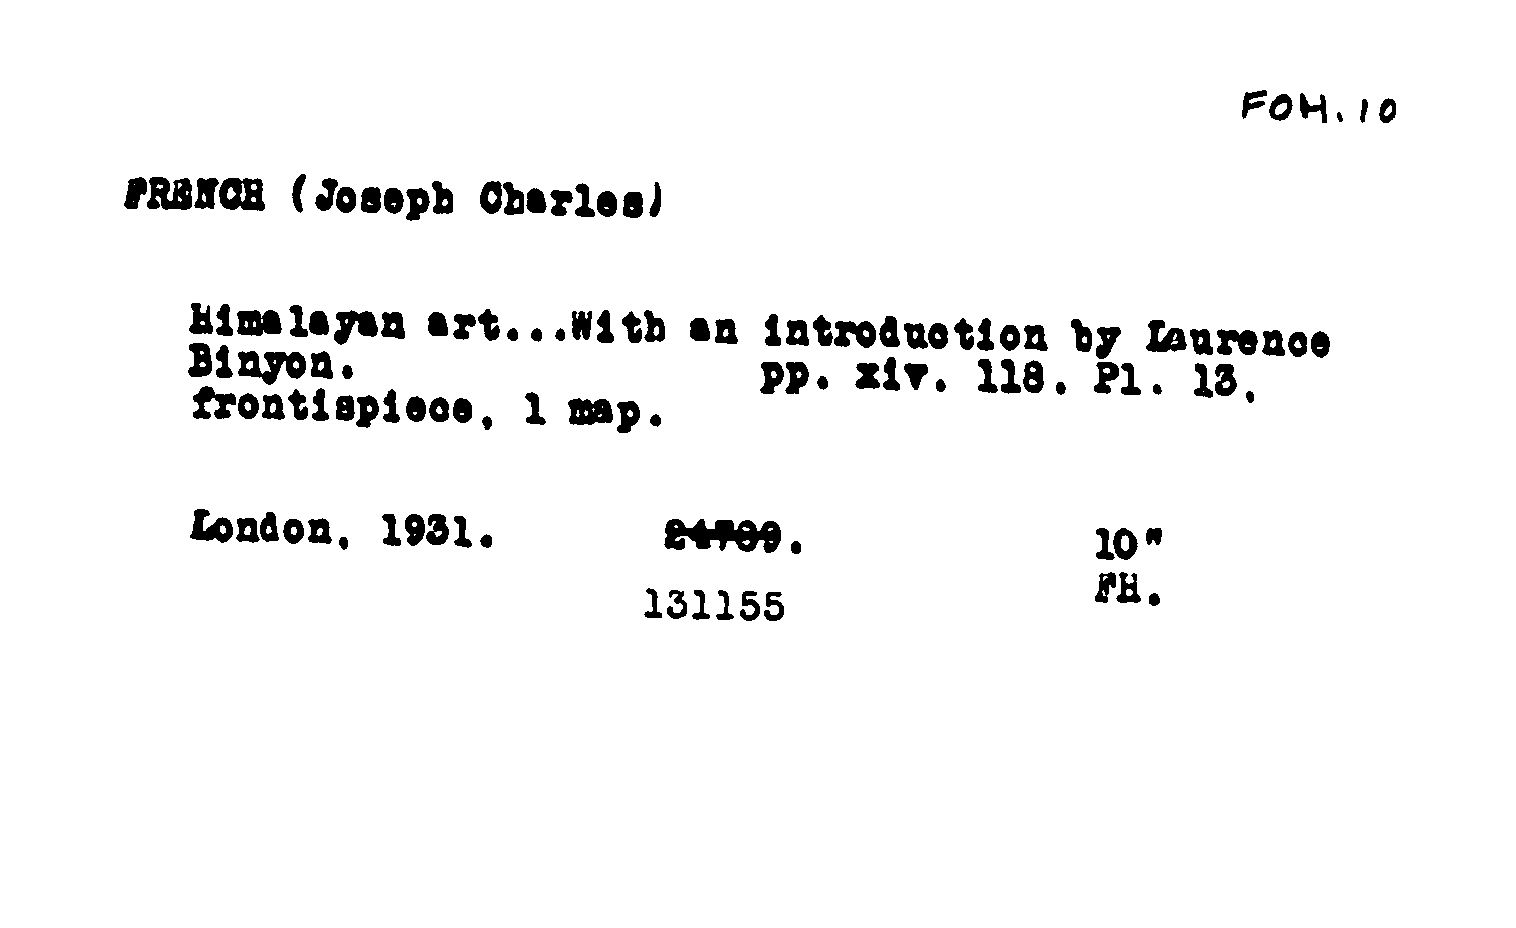 FOH.10
FRENCH (Joseph Charles)
Himalayan art...With an introduction by Laurence
Binyon. pp. xiv. 118. Pl. 13,
frontispiece, 1 map.
London, 1931. 10"
131155 FH.